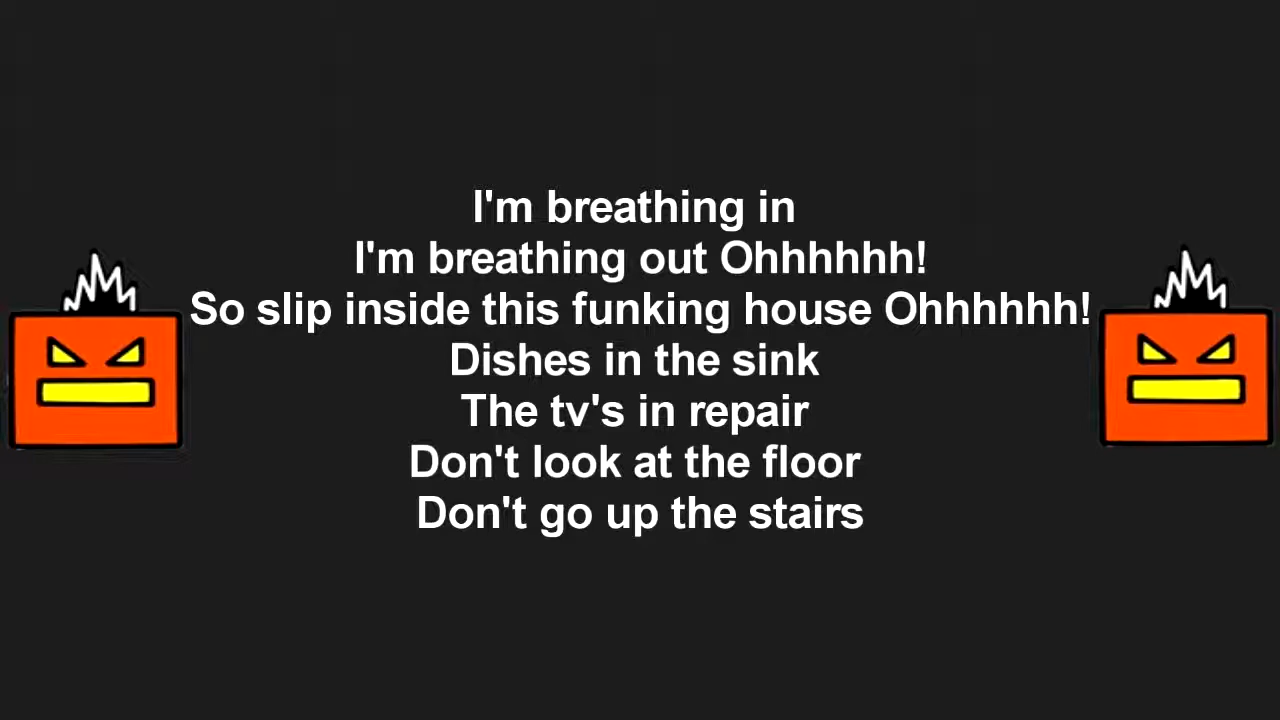 I'm breathing in
I'm breathing out Ohhhhhh!
So slip inside this funking house Ohhhhhh!
Dishes in the sink
The tv's in repair
Don't look at the floor
Don't go up the stairs